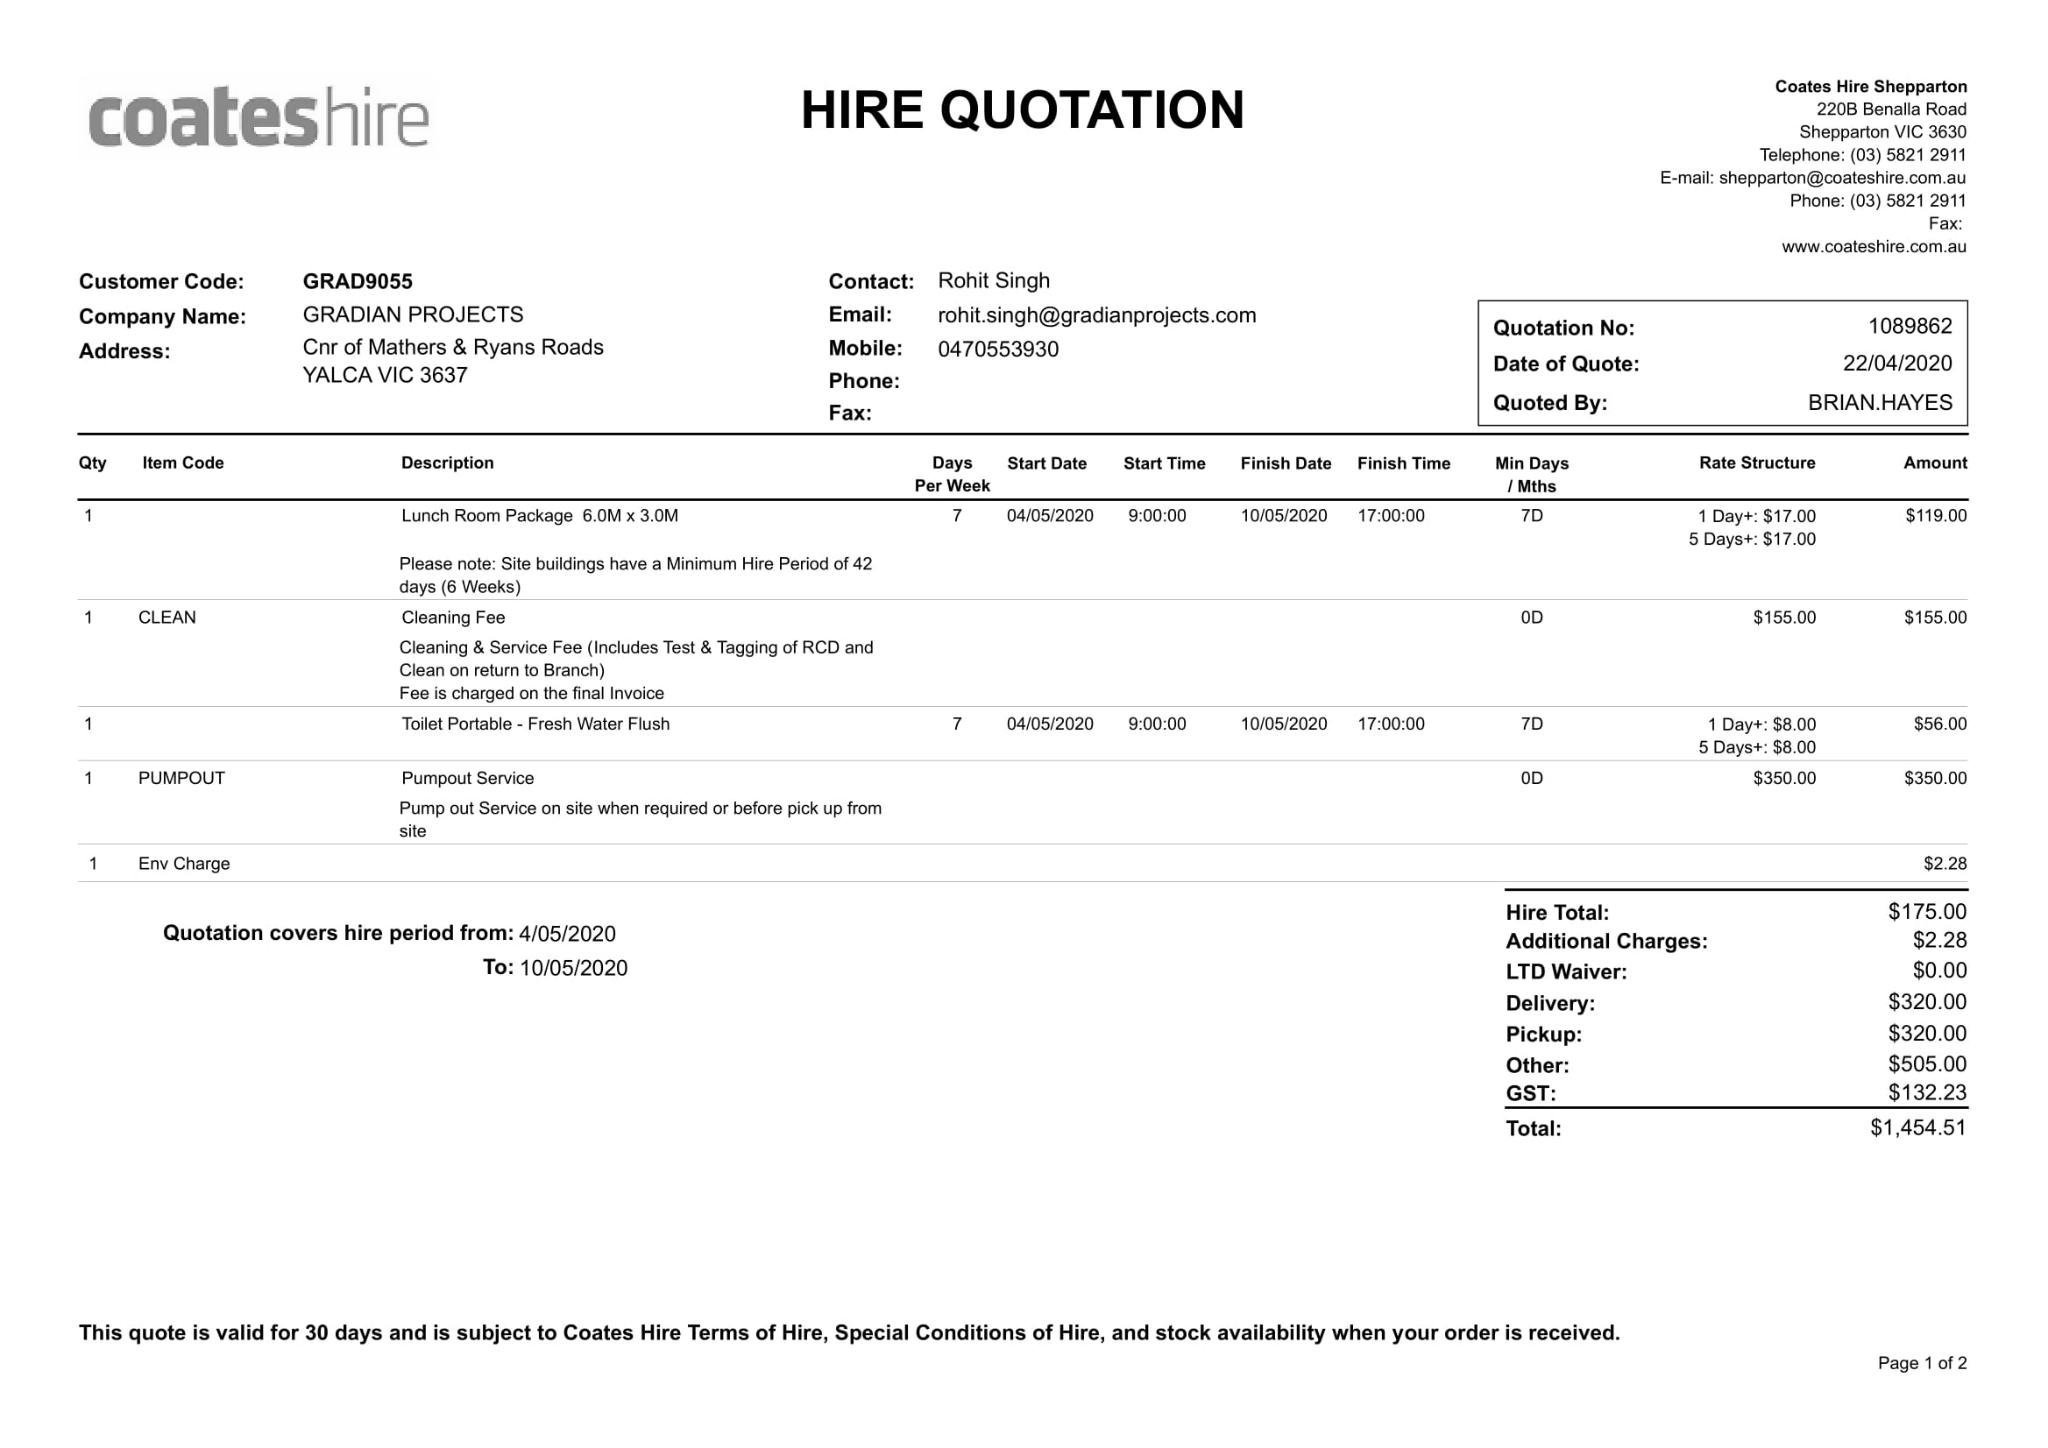 coateshire
HIRE QUOTATION
Coates Hire Shepparton
220B Benalla Road
Shepparton VIC 3630
Telephone: (03) 5821 2911
E-mail: shepparton@coateshire.com.au
Phone: (03) 5821 2911
Fax:
www.coateshire.com.au
Customer Code: GRAD9055
Company Name: GRADIAN PROJECTS
Address: Cnr of Mathers & Ryans Roads
YALCA VIC 3637
Contact: Rohit Singh
Email: rohit.singh@gradianprojects.com
Mobile: 0470553930
Phone:
Fax:
Quotation No: 1089862
Date of Quote: 22/04/2020
Quoted By: BRIAN.HAYES
Qty Item Code Description Days Start Date Start Time Finish Date Finish Time Min Days Rate Structure Amount
Per Week / Mths
1 Lunch Room Package 6.0M x 3.0M 7 04/05/2020 9:00:00 10/05/2020 17:00:00 7D 1 Day+: $17.00 $119.00
5 Days+: $17.00
Please note: Site buildings have a Minimum Hire Period of 42
days (6 Weeks)
1 CLEAN Cleaning Fee 0D $155.00 $155.00
Cleaning & Service Fee (Includes Test & Tagging of RCD and
Clean on return to Branch)
Fee is charged on the final Invoice
1 Toilet Portable - Fresh Water Flush 7 04/05/2020 9:00:00 10/05/2020 17:00:00 7D 1 Day+: $8.00 $56.00
5 Days+: $8.00
1 PUMPOUT Pumpout Service 0D $350.00 $350.00
Pump out Service on site when required or before pick up from
site
1 Env Charge $2.28
Quotation covers hire period from: 4/05/2020
To: 10/05/2020
Hire Total: $175.00
Additional Charges: $2.28
LTD Waiver: $0.00
Delivery: $320.00
Pickup: $320.00
Other: $505.00
GST: $132.23
Total: $1,454.51
This quote is valid for 30 days and is subject to Coates Hire Terms of Hire, Special Conditions of Hire, and stock availability when your order is received.
Page 1 of 2